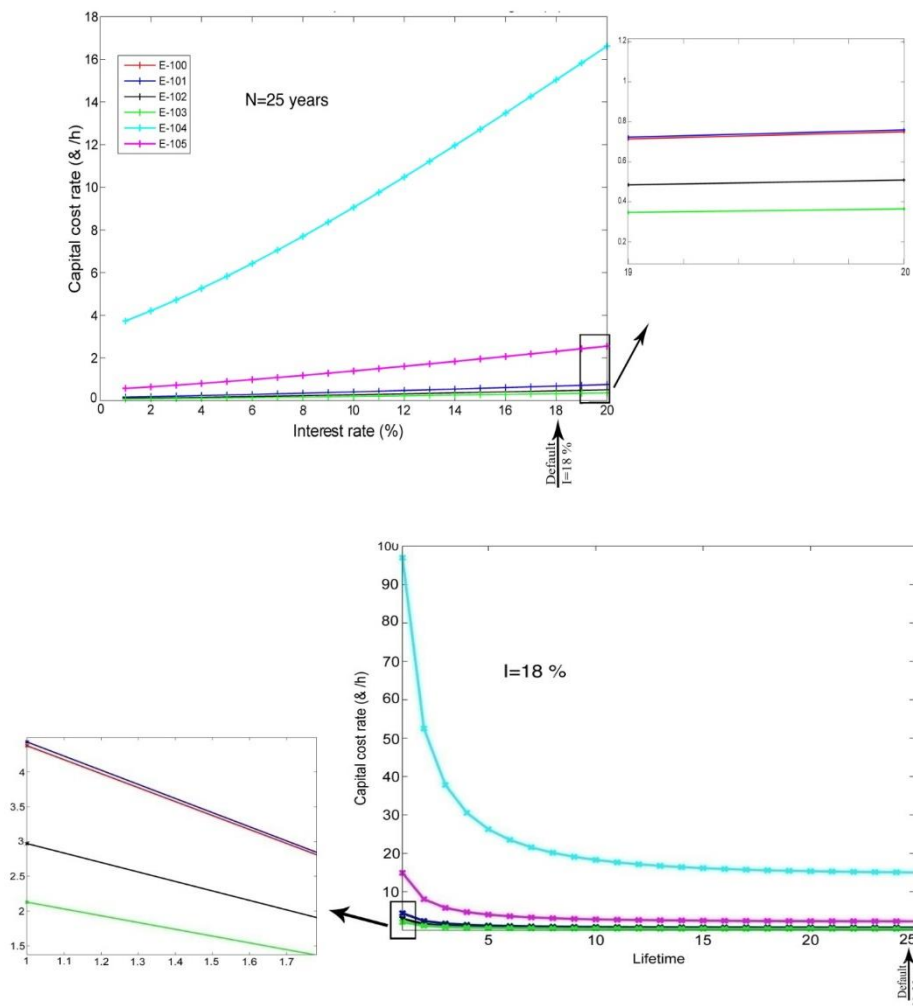 18
16
14
12
10
8
6
4
2
0
E-100
E-101
E-102
E-103
E-104
E-105
N=25 years
Capital cost rate (& /h)
0 2 4 6 8 10 12 14 16 18 20
Interest rate (%)
Default
I=18 %
1.2
1
0.8
0.6
0.4
0.2
19 20
100
90
80
70
60
50
40
30
20
10
I=18 %
Capital cost rate (& /h)
5 10 15 20 25
Lifetime
Default
4
3.5
3
2.5
2
1.5
1 1.1 1.2 1.3 1.4 1.5 1.6 1.7